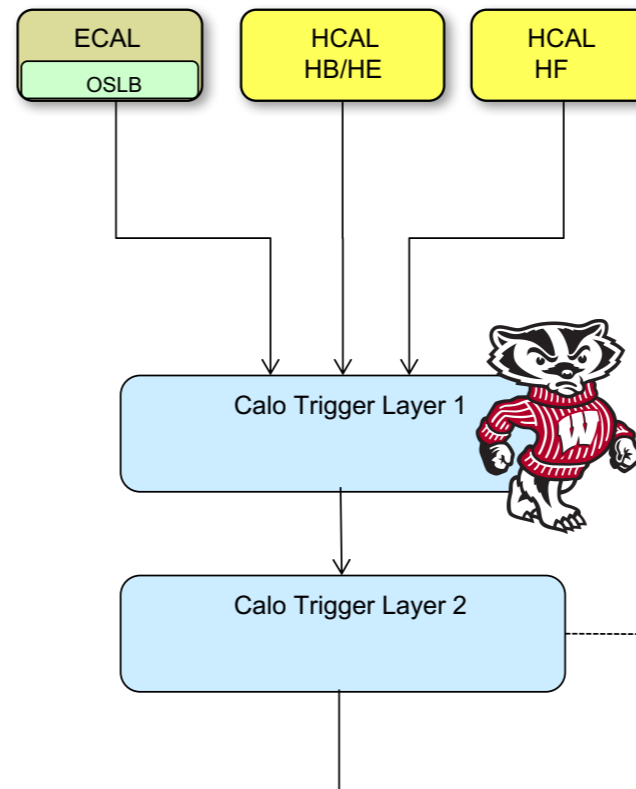 ECAL
OSLB
HCAL
HB/HE
HCAL
HF
Calo Trigger Layer 1
W
Calo Trigger Layer 2